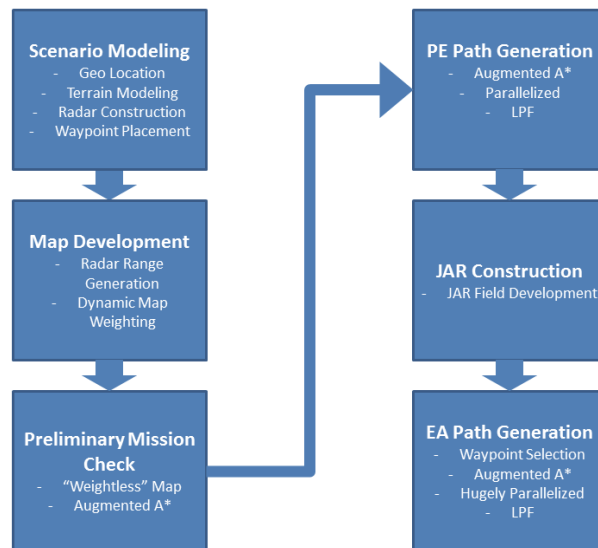 Scenario Modeling
- Geo Location
- Terrain Modeling
- Radar Construction
- Waypoint Placement
Map Development
- Radar Range
Generation
- Dynamic Map
Weighting
Preliminary Mission
Check
- “Weightless” Map
- Augmented A*
PE Path Generation
- Augmented A*
- Parallelized
- LPF
JAR Construction
- JAR Field Development
EA Path Generation
- Waypoint Selection
- Augmented A*
- Hugely Parallelized
- LPF